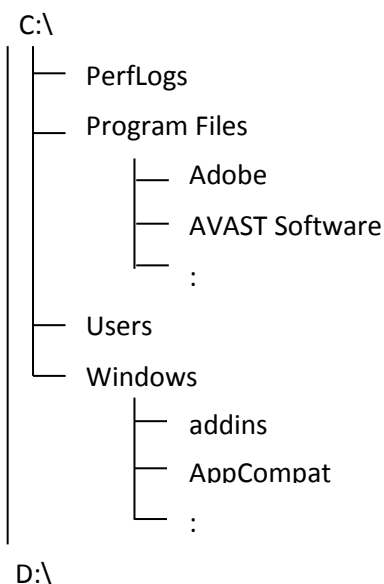 C:\
PerfLogs
Program Files
Adobe
AVAST Software
:
Users
Windows
addins
AppCompat
:
D:\